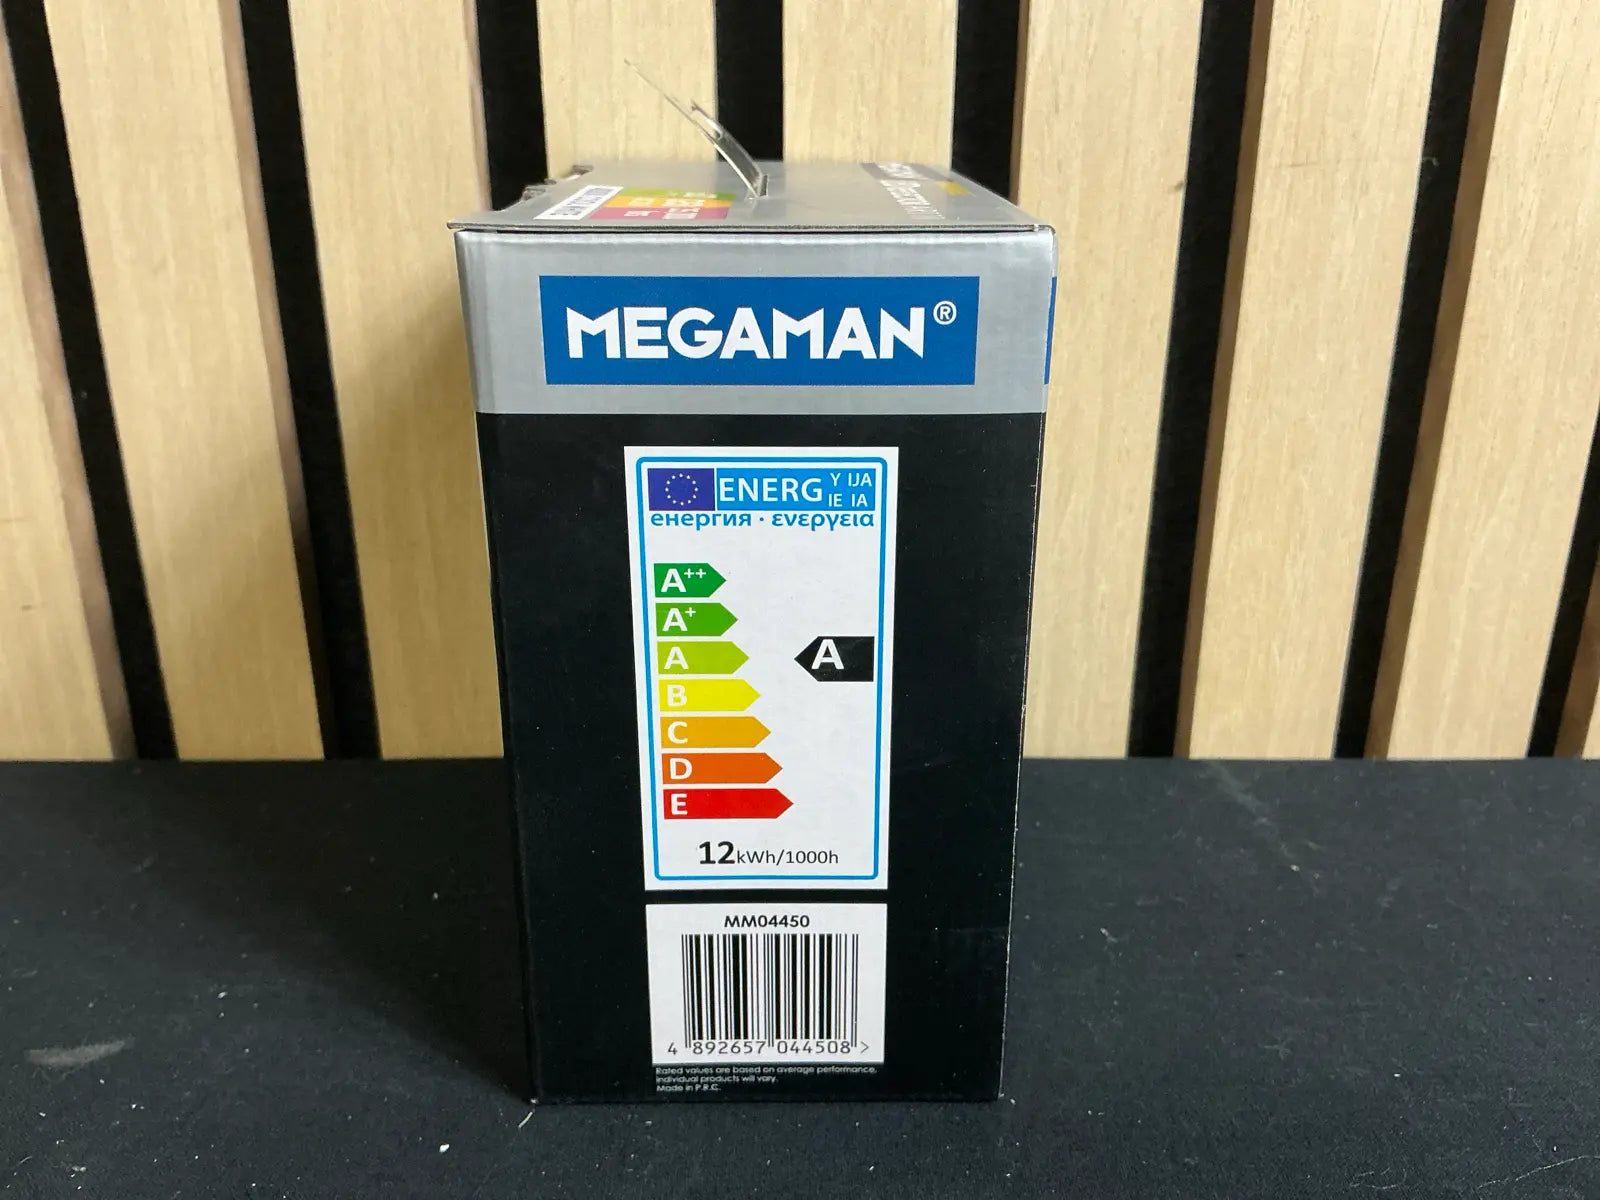 MEGAMAN®
ENERG Y IJA
IE IA
енергия · ενεργεια
A++
A+
A
A
B
C
D
E
12kWh/1000h
MM04450
4 892657 044508 >
Rated values are based on average performance,
individual products will vary.
Made in P.R.C.